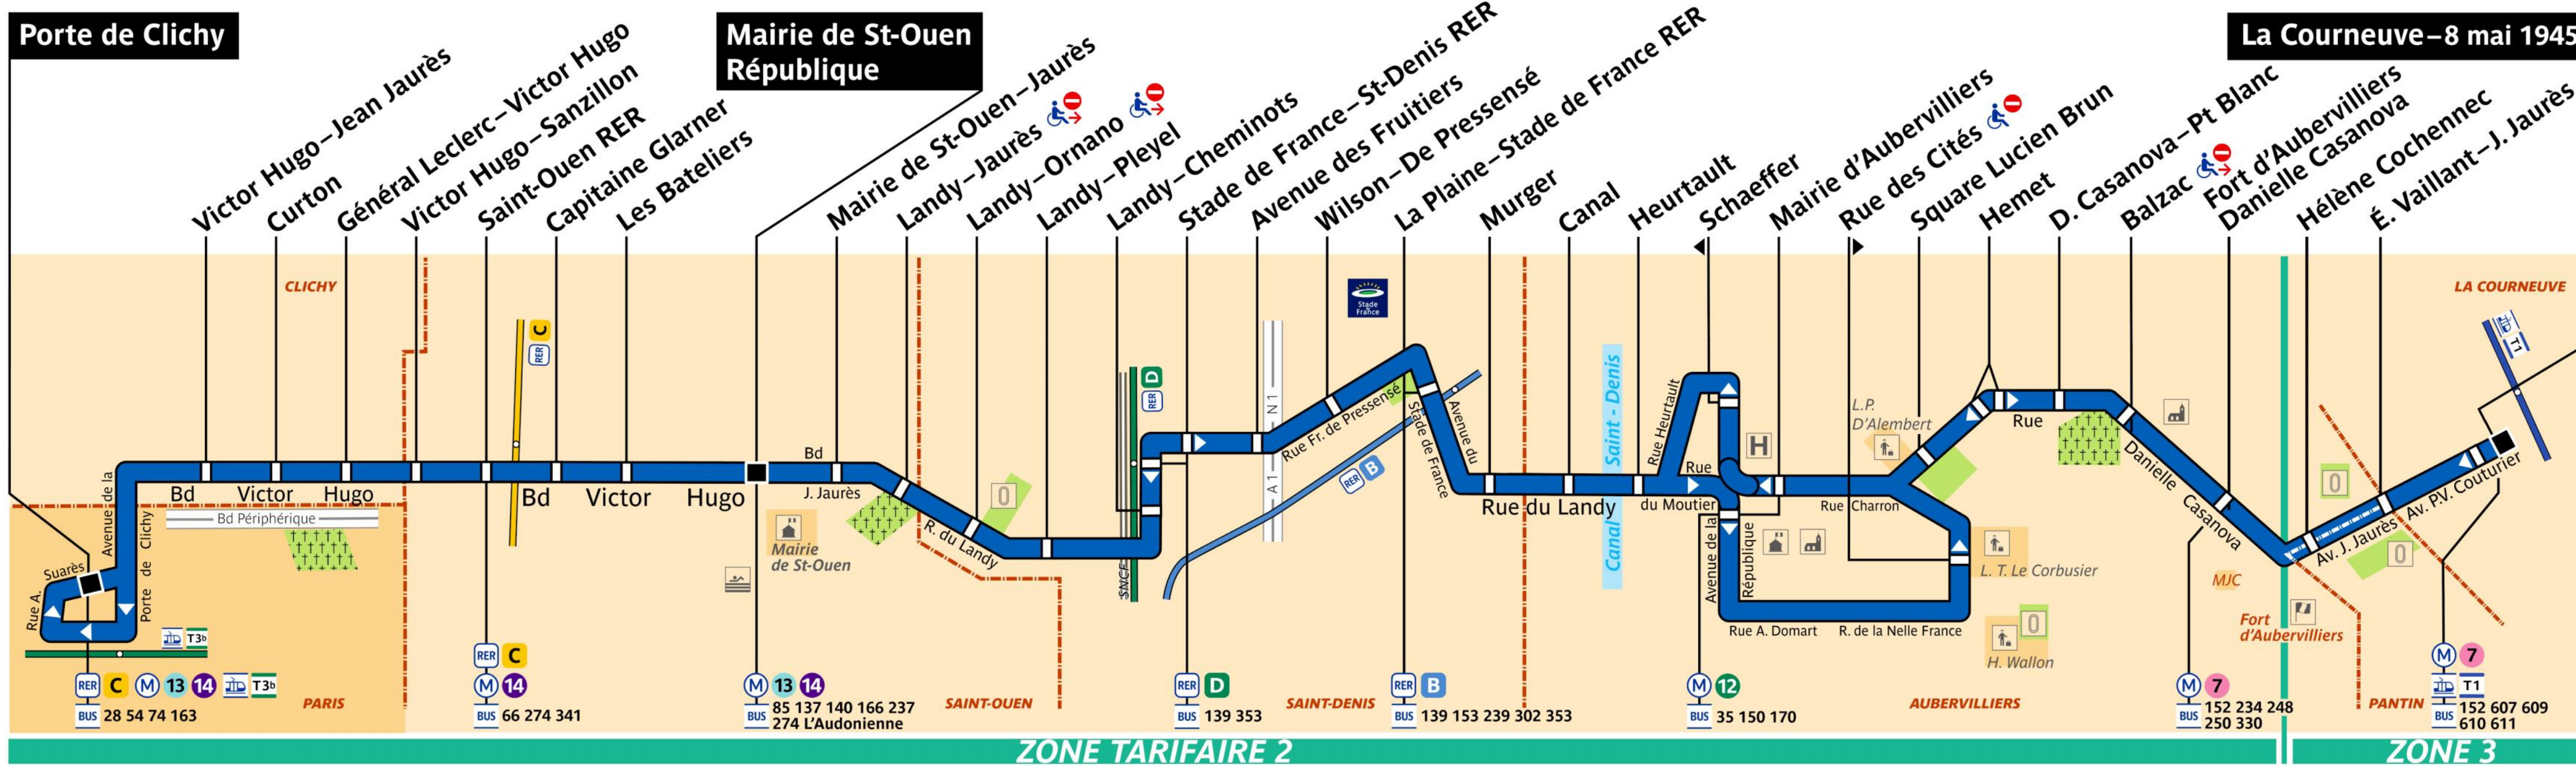 Porte de Clichy
Victor Hugo–Jean Jaurès
Curton
Général Leclerc–Victor Hugo
Victor Hugo–Sanzillon
Saint-Ouen RER
Capitaine Glarner
Les Bateliers
Mairie de St-Ouen
République
Mairie de St-Ouen–Jaurès
Landy–Jaurès
Landy–Ornano
Landy–Pleyel
Landy–Cheminots
Stade de France–St-Denis RER
Avenue des Fruitiers
Wilson–De Pressensé
La Plaine–Stade de France RER
Murger
Canal
Heurtault
Schaeffer
Mairie d'Aubervilliers
Rue des Cités
Square Lucien Brun
Hemet
D. Casanova–Pt Blanc
Balzac
Fort d'Aubervilliers
Danielle Casanova
Hélène Cochennec
É. Vaillant–J. Jaurès
La Courneuve–8 mai 1945
CLICHY
LA COURNEUVE
C
RER
D
RER
A1
N1
Stade
France
RER B
T1
Canal Saint-Denis
Avenue de la
Porte de Clichy
Bd Victor Hugo
Bd Périphérique
Bd Victor Hugo
Bd
J. Jaurès
Mairie
de St-Ouen
R. du Landy
SNCF
Rue Fr. de Pressensé
Avenue du
Stade de France
Rue du Landy
Rue Heurtault
Rue
du Moutier
H
Avenue de la
République
Rue Charron
L.P.
D'Alembert
L. T. Le Corbusier
Rue A. Domart
R. de la Nelle France
H. Wallon
Rue
Danielle Casanova
MJC
Fort
d'Aubervilliers
Av. J. Jaurès
Av. P.V. Couturier
Suarès
Rue A.
T3b
RER C M 13 14 T3b
BUS 28 54 74 163
PARIS
RER C
M 14
BUS 66 274 341
M 13 14
BUS 85 137 140 166 237
274 L'Audonienne
SAINT-OUEN
RER D
BUS 139 353
SAINT-DENIS
RER B
BUS 139 153 239 302 353
M 12
BUS 35 150 170
AUBERVILLIERS
M 7
BUS 152 234 248
250 330
PANTIN
M 7
T1
BUS 152 607 609
610 611
ZONE TARIFAIRE 2
ZONE 3